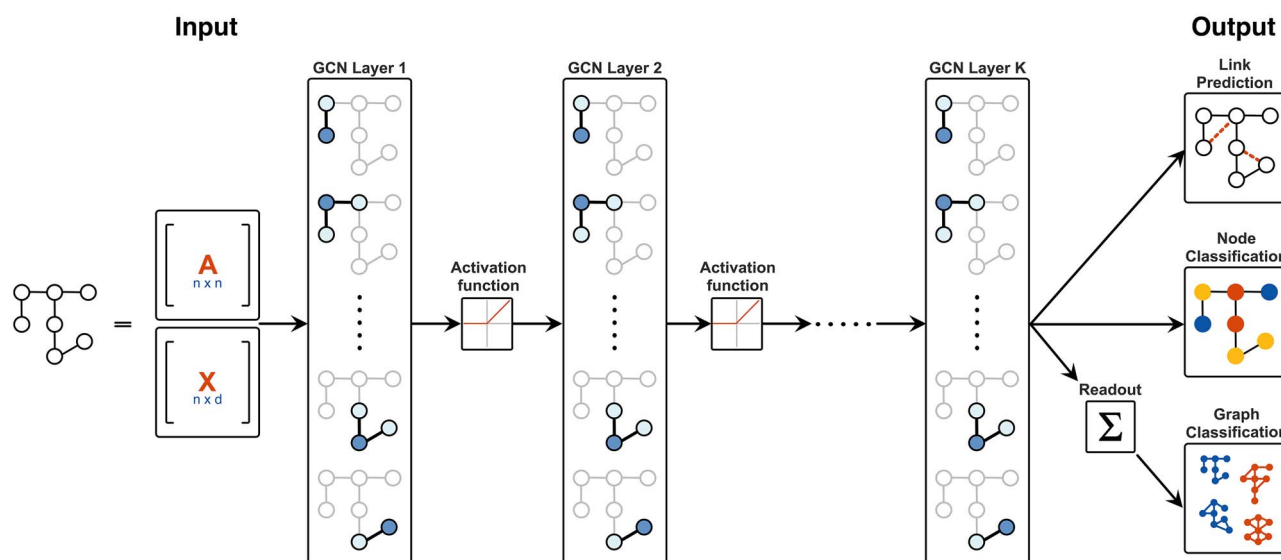 Input
Output
GCN Layer 1
GCN Layer 2
GCN Layer K
Link
Prediction
A
n x n
X
n x d
=
Activation
function
Activation
function
Node
Classification
Readout
Σ
Graph
Classification